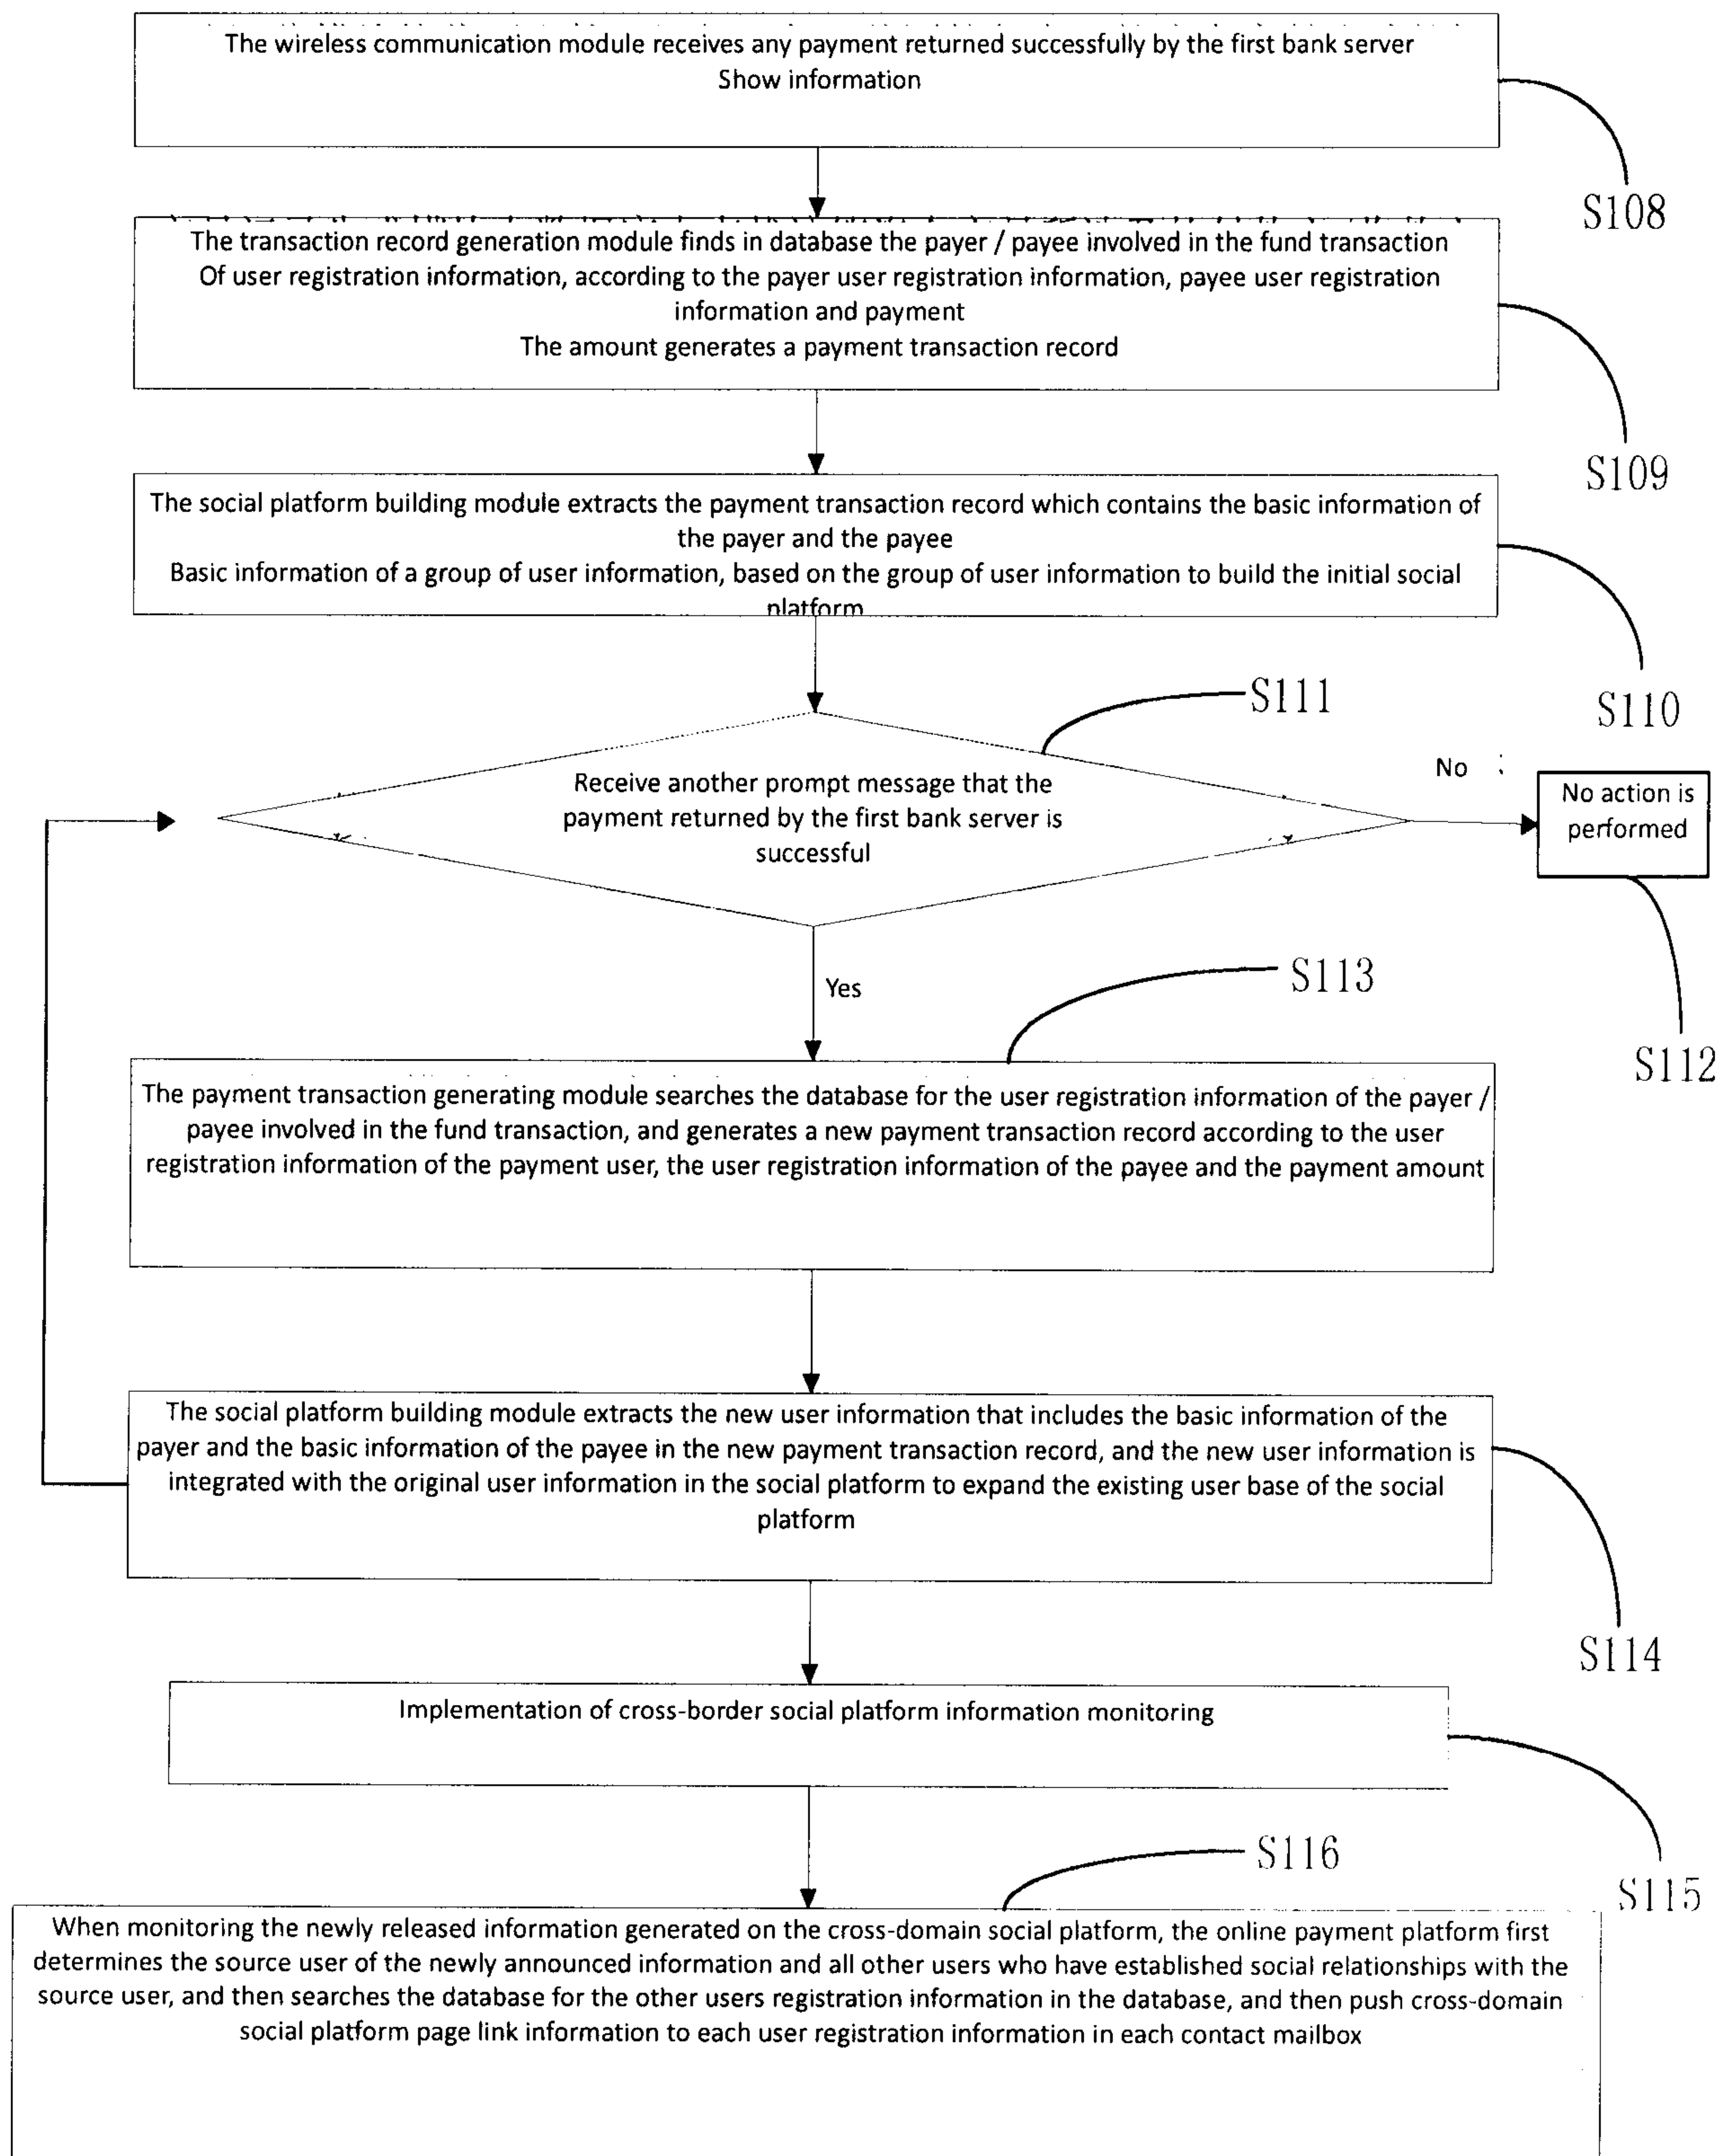 The wireless communication module receives any payment returned successfully by the first bank server
Show information
S108
The transaction record generation module finds in database the payer / payee involved in the fund transaction
Of user registration information, according to the payer user registration information, payee user registration
information and payment
The amount generates a payment transaction record
S109
The social platform building module extracts the payment transaction record which contains the basic information of
the payer and the payee
Basic information of a group of user information, based on the group of user information to build the initial social
platform
S110
S111
Receive another prompt message that the
payment returned by the first bank server is
successful
No
No action is
performed
S112
Yes
S113
The payment transaction generating module searches the database for the user registration information of the payer /
payee involved in the fund transaction, and generates a new payment transaction record according to the user
registration information of the payment user, the user registration information of the payee and the payment amount
The social platform building module extracts the new user information that includes the basic information of the
payer and the basic information of the payee in the new payment transaction record, and the new user information is
integrated with the original user information in the social platform to expand the existing user base of the social
platform
S114
Implementation of cross-border social platform information monitoring
S115
S116
When monitoring the newly released information generated on the cross-domain social platform, the online payment platform first
determines the source user of the newly announced information and all other users who have established social relationships with the
source user, and then searches the database for the other users registration information in the database, and then push cross-domain
social platform page link information to each user registration information in each contact mailbox